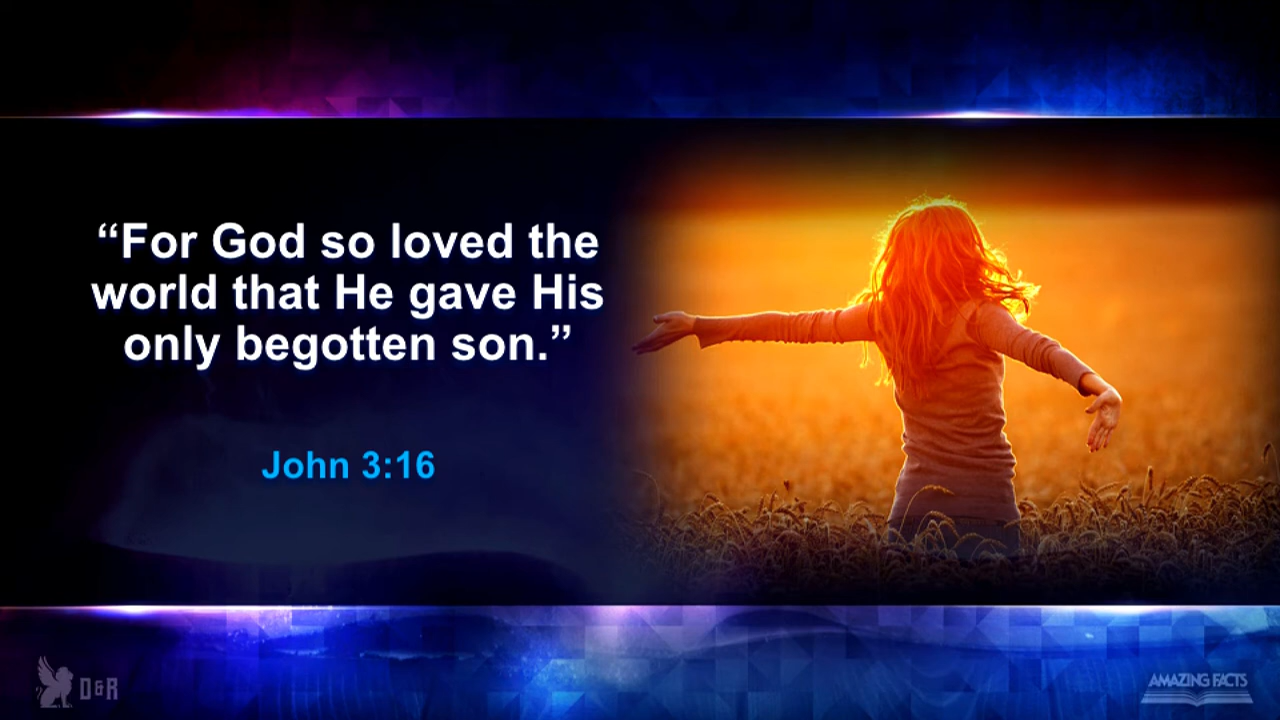 “For God so loved the
world that He gave His
only begotten son.”
John 3:16
D&R
AMAZING FACTS